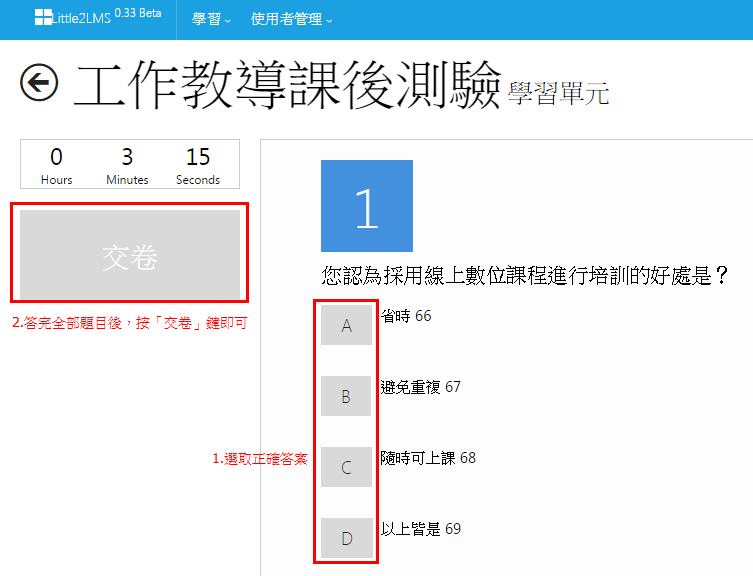 Little2LMS 0.33 Beta 學習 使用者管理
工作教導課後測驗 學習單元
0 3 15
Hours Minutes Seconds
交卷
2.答完全部題目後，按「交卷」鍵即可
1
您認為採用線上數位課程進行培訓的好處是？
A 省時 66
B 避免重複 67
1.選取正確答案
C 隨時可上課 68
D 以上皆是 69